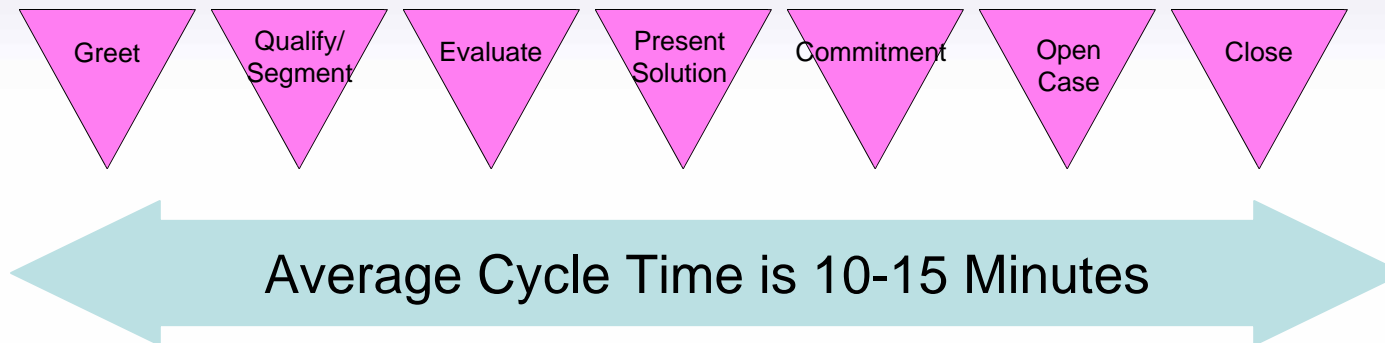 Greet
Qualify/
Segment
Evaluate
Present
Solution
Commitment
Open
Case
Close
Average Cycle Time is 10-15 Minutes